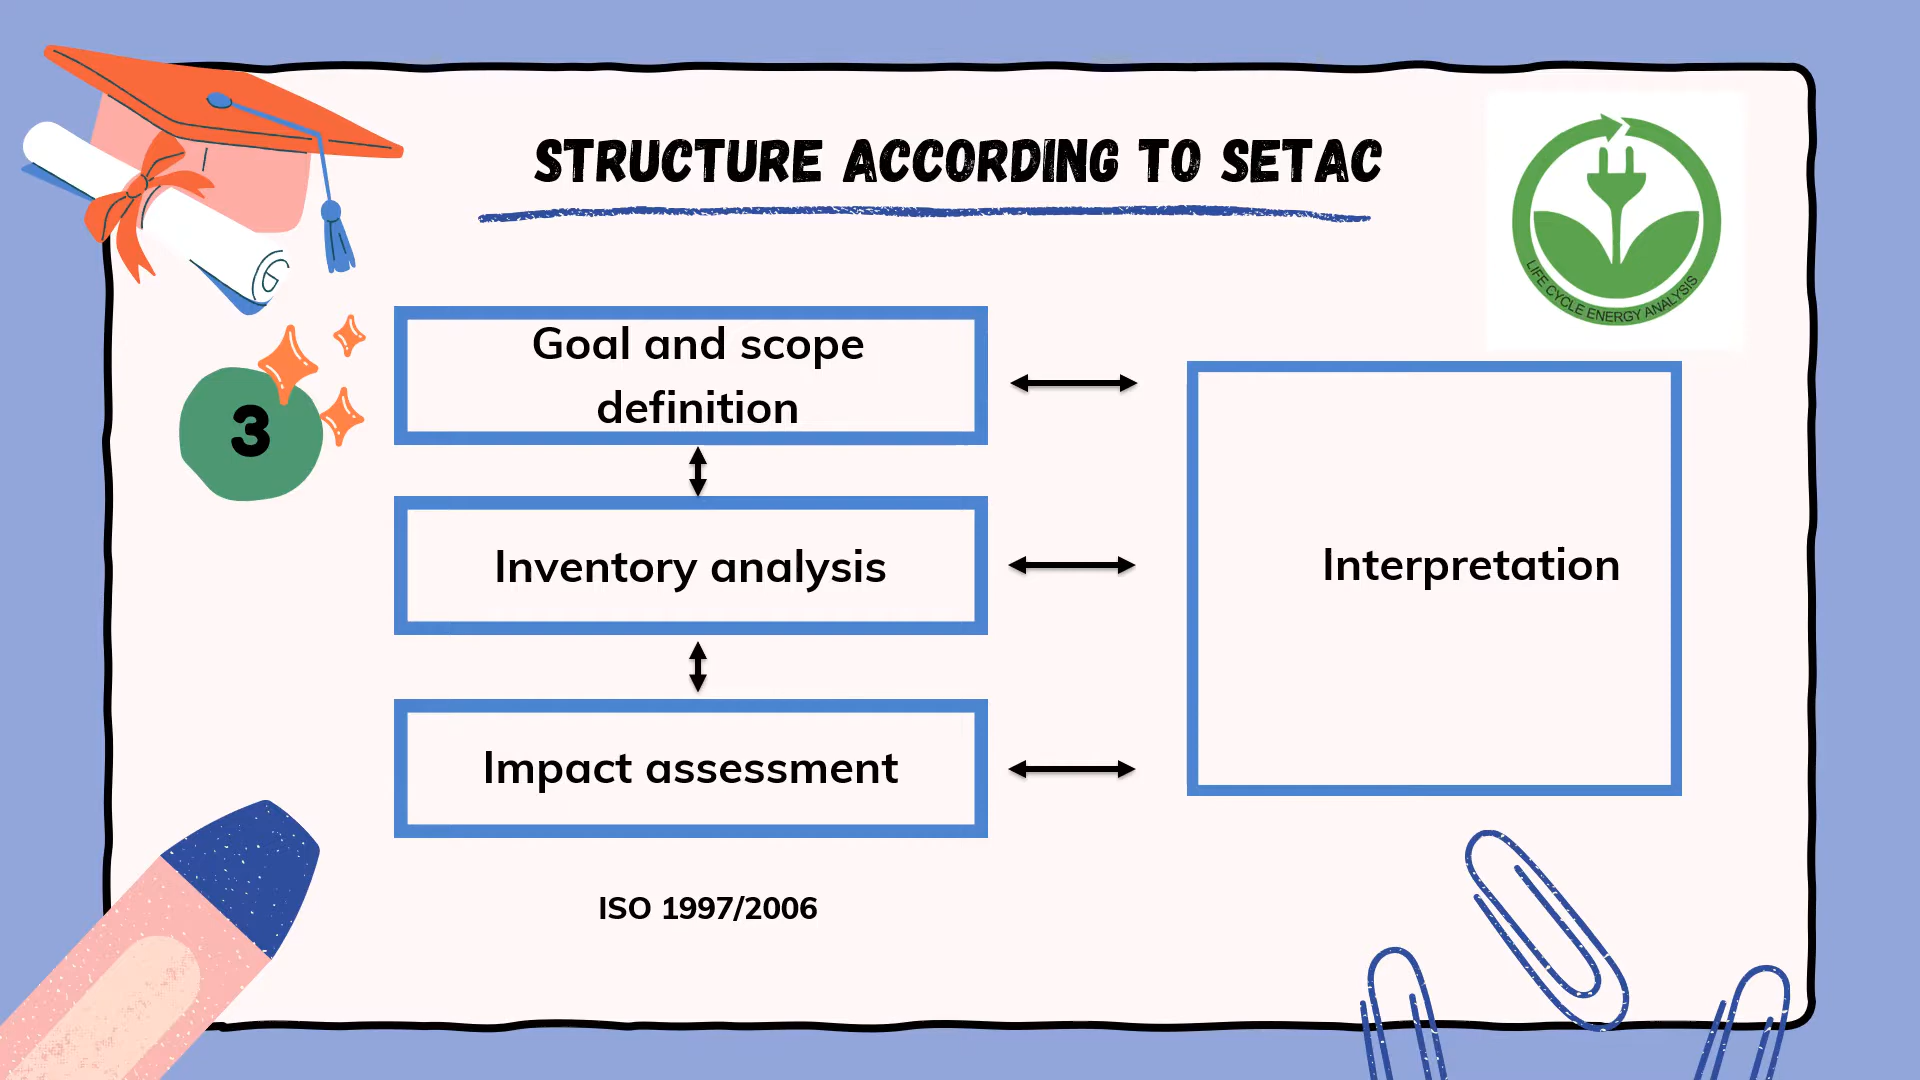 STRUCTURE ACCORDING TO SETAC
LIFE CYCLE ENERGY ANALYSIS
3
Goal and scope
definition
Inventory analysis
Interpretation
Impact assessment
ISO 1997/2006